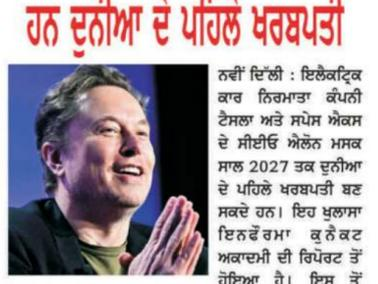 ਹਨ ਦੁਨੀਆ ਦੇ ਪਹਿਲੇ ਖਰਬਪਤੀ
ਨਵੀਂ ਦਿੱਲੀ : ਇਲੈਕਟ੍ਰਿਕ
ਕਾਰ ਨਿਰਮਾਤਾ ਕੰਪਨੀ
ਟੇਸਲਾ ਅਤੇ ਸਪੇਸ ਐਕਸ
ਦੇ ਸੀਈਓ ਐਲੋਨ ਮਸਕ
ਸਾਲ 2027 ਤਕ ਦੁਨੀਆ
ਦੇ ਪਹਿਲੇ ਖਰਬਪਤੀ ਬਣ
ਸਕਦੇ ਹਨ। ਇਹ ਖੁਲਾਸਾ
ਇਨਫੌਰਮਾ ਕੁਨੈਕਟ
ਅਕਾਦਮੀ ਦੀ ਰਿਪੋਰਟ ਤੋਂ
ਹੋਇਆ ਹੈ। ਇਸ ਤੋਂ